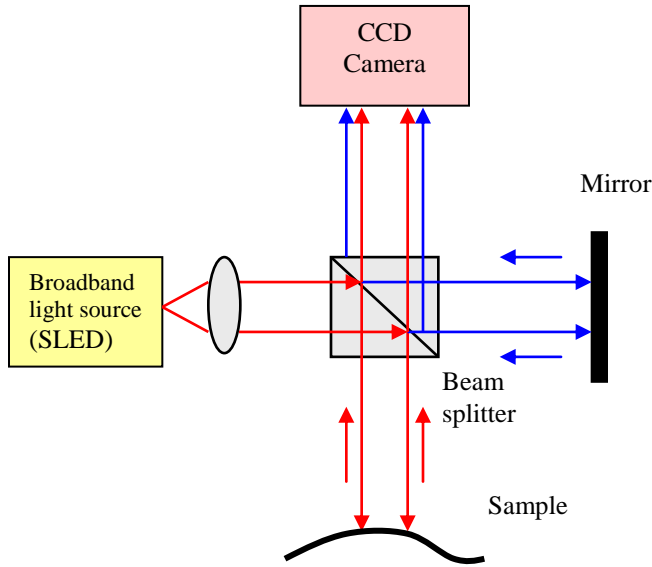 CCD
Camera
Mirror
Broadband
light source
(SLED)
Beam
splitter
Sample